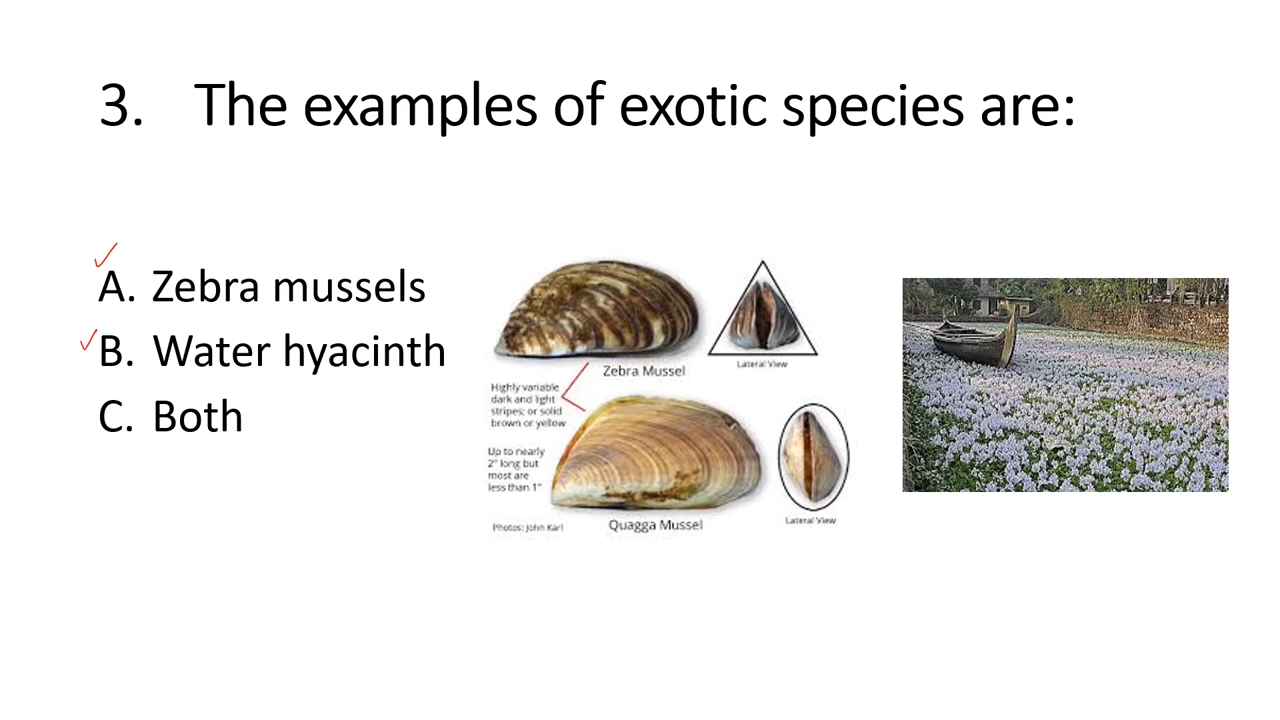 3. The examples of exotic species are:
A. Zebra mussels
B. Water hyacinth
C. Both
Zebra Mussel
Lateral View
Highly variable
dark and light
stripes; or solid
brown or yellow
Up to nearly
2" long but
most are
less than 1"
Photos: John Karl
Quagga Mussel
Lateral View